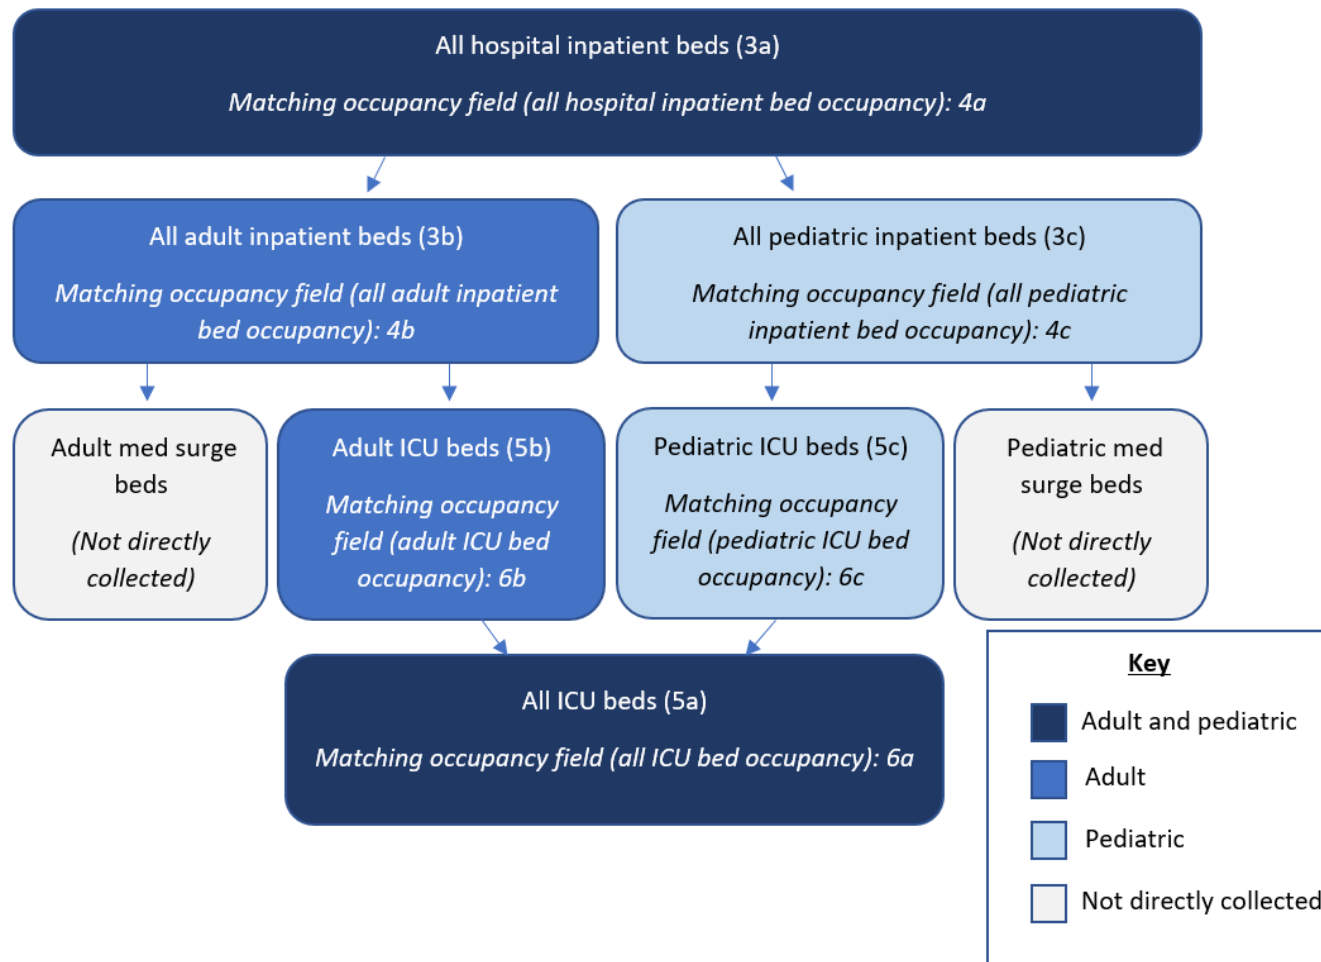 All hospital inpatient beds (3a)
Matching occupancy field (all hospital inpatient bed occupancy): 4a
All adult inpatient beds (3b)
Matching occupancy field (all adult inpatient
bed occupancy): 4b
All pediatric inpatient beds (3c)
Matching occupancy field (all pediatric
inpatient bed occupancy): 4c
Adult med surge
beds
(Not directly
collected)
Adult ICU beds (5b)
Matching occupancy
field (adult ICU bed
occupancy): 6b
Pediatric ICU beds (5c)
Matching occupancy
field (pediatric ICU bed
occupancy): 6c
Pediatric med
surge beds
(Not directly
collected)
All ICU beds (5a)
Matching occupancy field (all ICU bed occupancy): 6a
Key
Adult and pediatric
Adult
Pediatric
Not directly collected